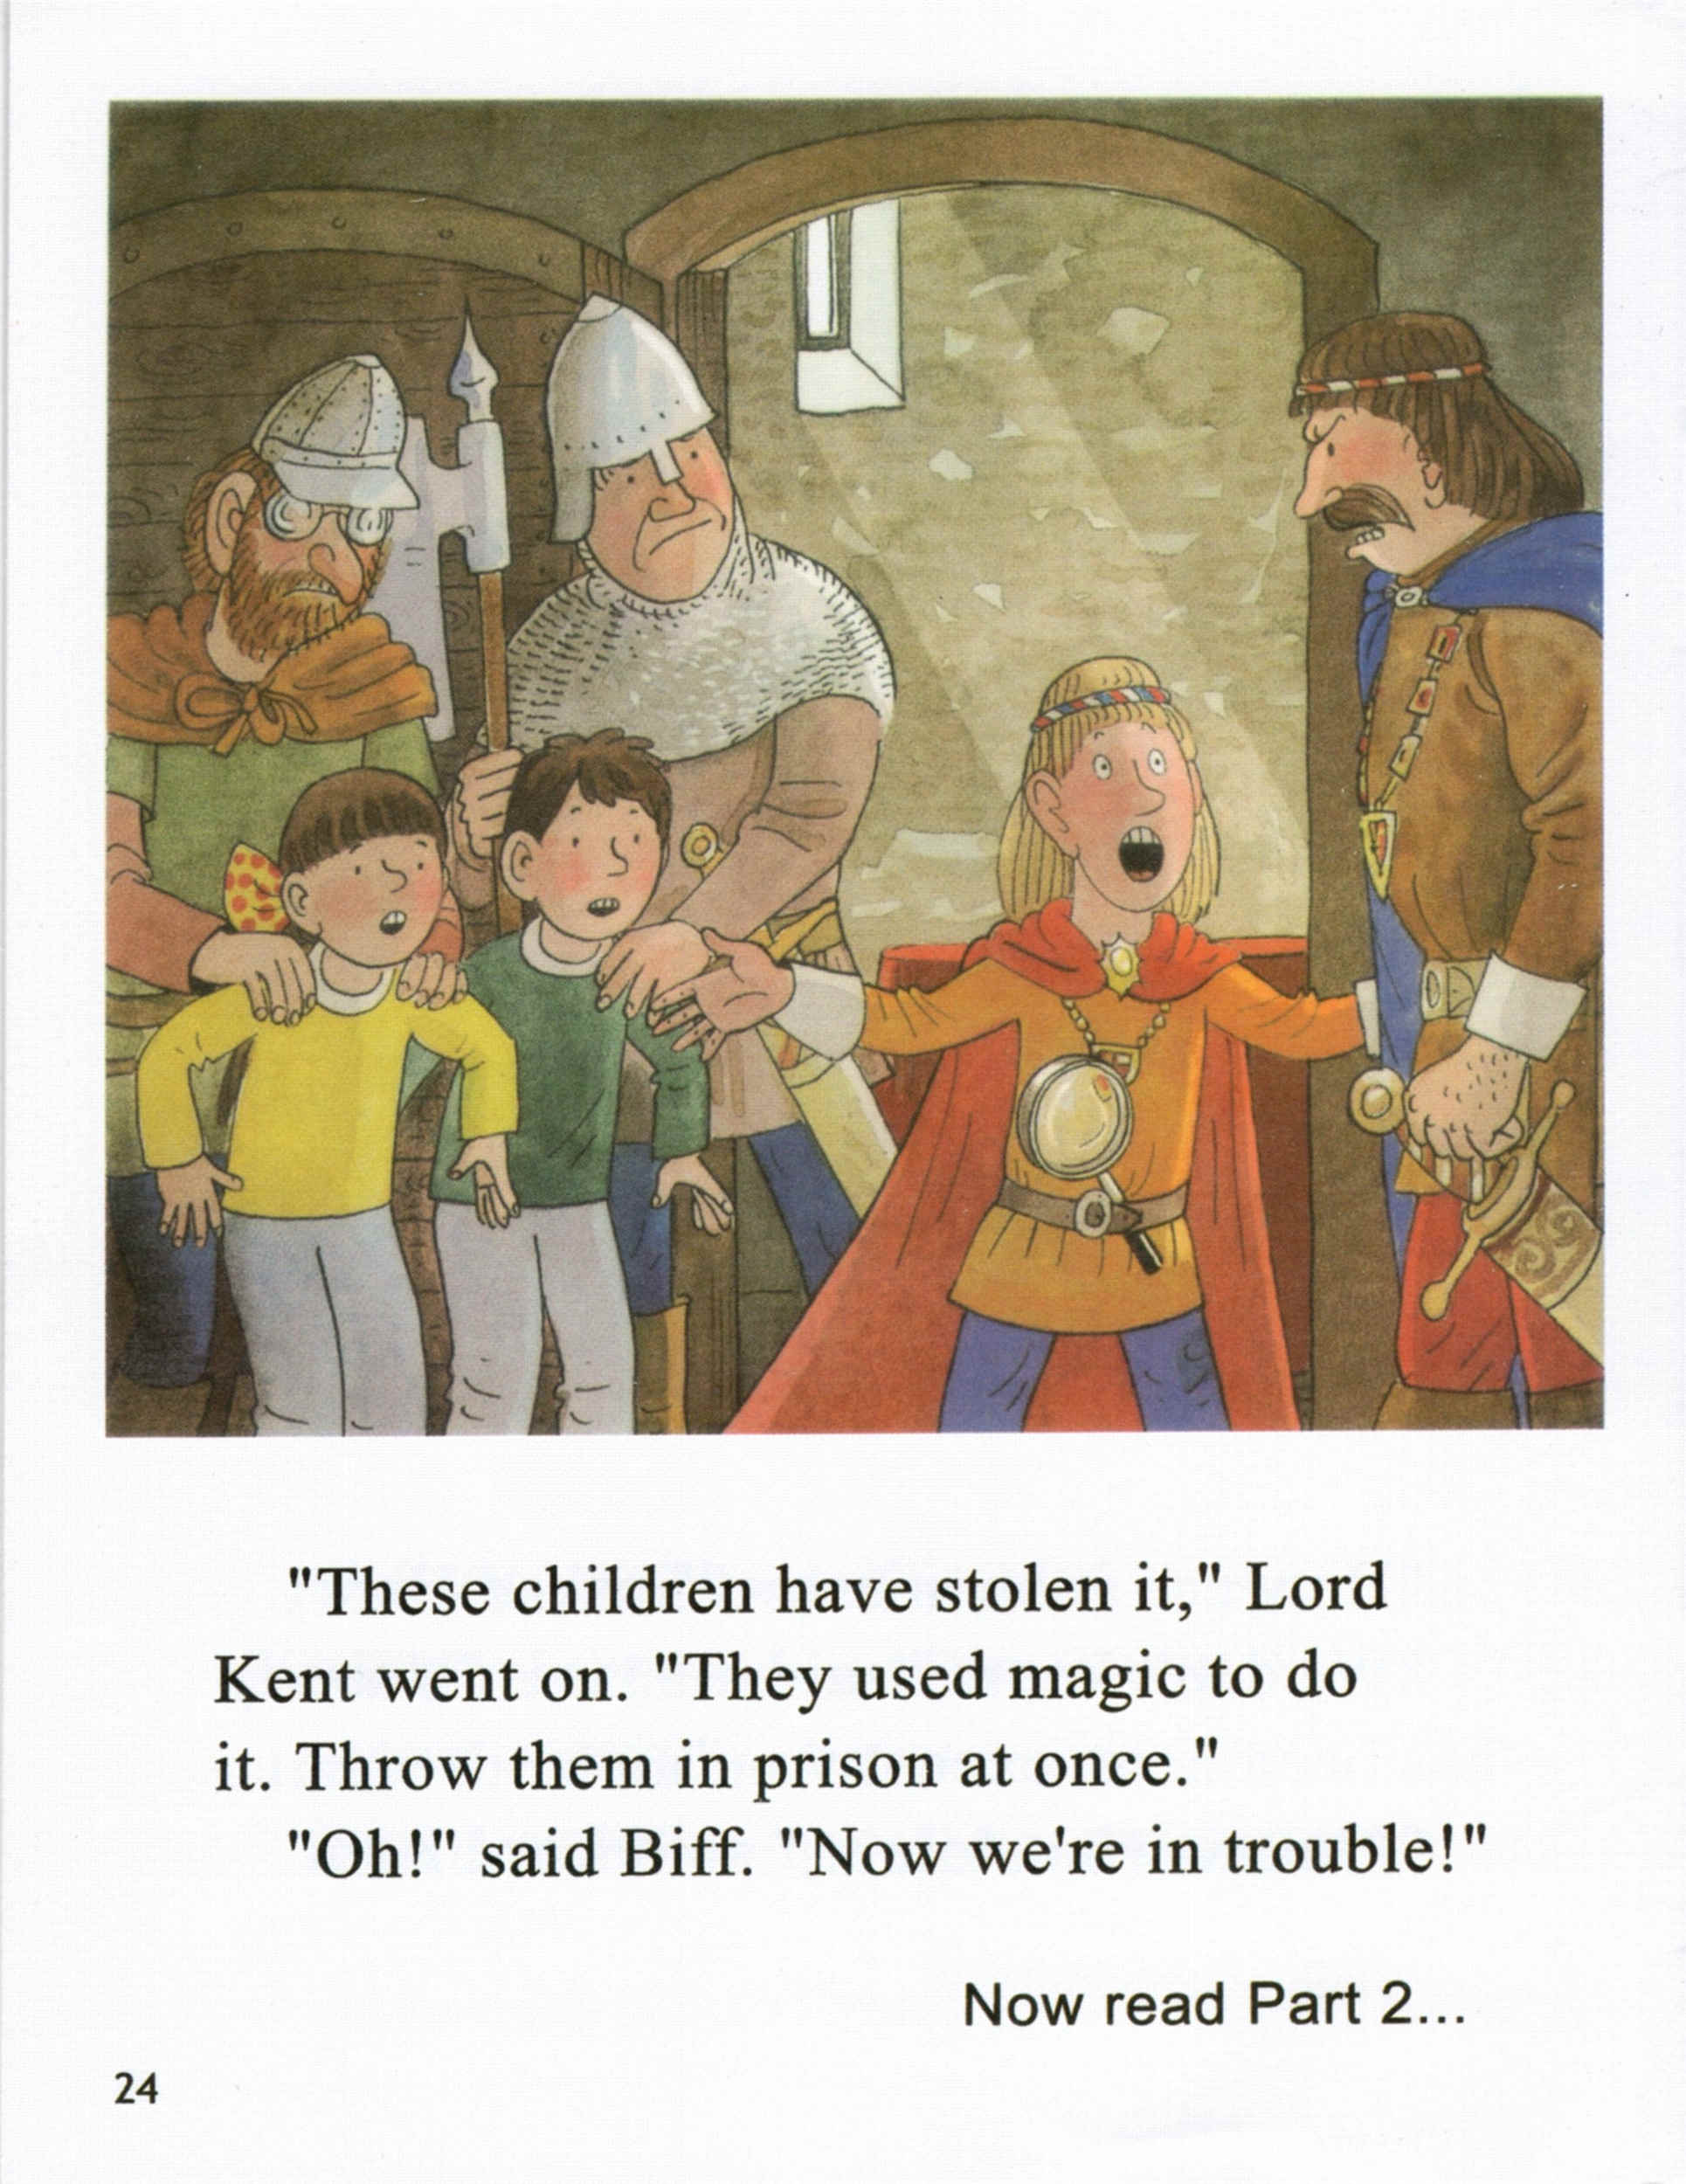 "These children have stolen it," Lord
Kent went on. "They used magic to do
it. Throw them in prison at once."
"Oh!" said Biff. "Now we're in trouble!"
Now read Part 2...
24